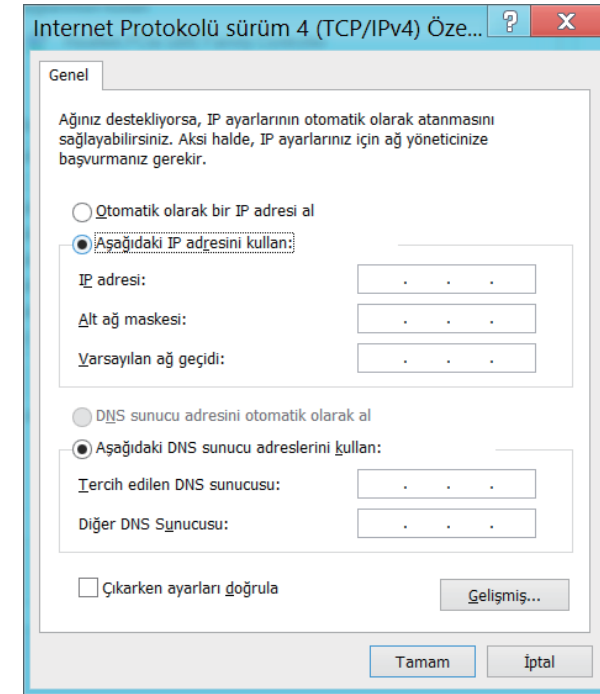 Internet Protokolü sürüm 4 (TCP/IPv4) Öze...
?
X
Genel
Ağınız destekliyorsa, IP ayarlarının otomatik olarak atanmasını
sağlayabilirsiniz. Aksi halde, IP ayarlarınız için ağ yöneticinize
başvurmanız gerekir.
Otomatik olarak bir IP adresi al
Aşağıdaki IP adresini kullan:
IP adresi:
Alt ağ maskesi:
Varsayılan ağ geçidi:
DNS sunucu adresini otomatik olarak al
Aşağıdaki DNS sunucu adreslerini kullan:
Tercih edilen DNS sunucusu:
Diğer DNS Sunucusu:
Çıkarken ayarları doğrula
Gelişmiş...
Tamam
İptal